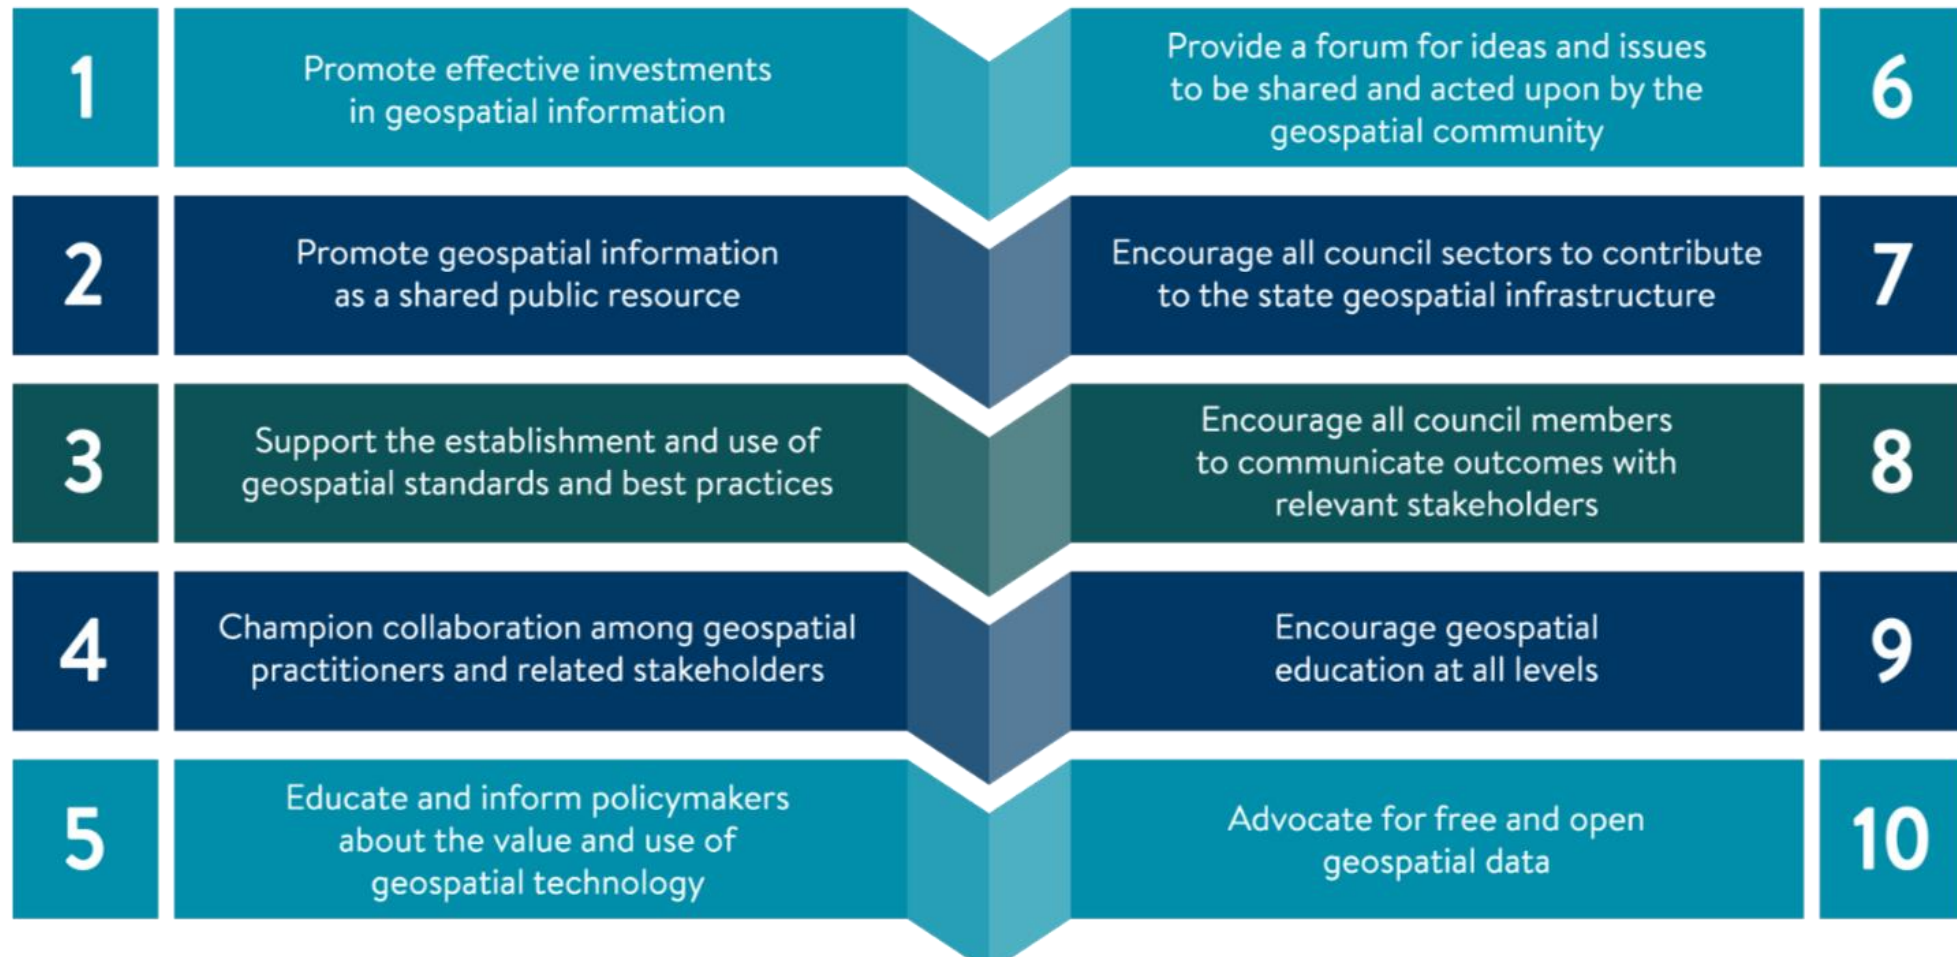 1
Promote effective investments
in geospatial information
2
Promote geospatial information
as a shared public resource
3
Support the establishment and use of
geospatial standards and best practices
4
Champion collaboration among geospatial
practitioners and related stakeholders
5
Educate and inform policymakers
about the value and use of
geospatial technology
Provide a forum for ideas and issues
to be shared and acted upon by the
geospatial community
6
Encourage all council sectors to contribute
to the state geospatial infrastructure
7
Encourage all council members
to communicate outcomes with
relevant stakeholders
8
Encourage geospatial
education at all levels
9
Advocate for free and open
geospatial data
10